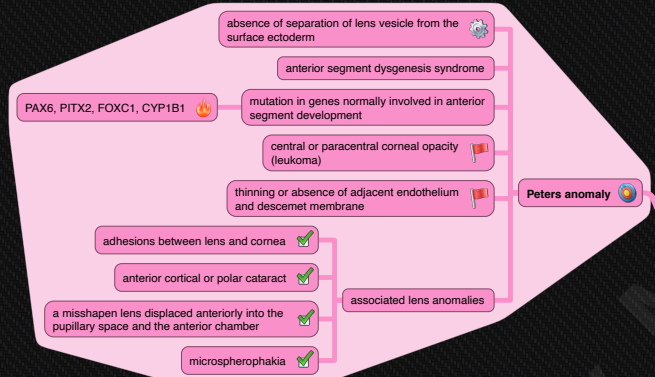 absence of separation of lens vesicle from the
surface ectoderm
anterior segment dysgenesis syndrome
PAX6, PITX2, FOXC1, CYP1B1
mutation in genes normally involved in anterior
segment development
central or paracentral corneal opacity
(leukoma)
thinning or absence of adjacent endothelium
and descemet membrane
Peters anomaly
adhesions between lens and cornea
anterior cortical or polar cataract
a misshapen lens displaced anteriorly into the
pupillary space and the anterior chamber
microspherophakia
associated lens anomalies